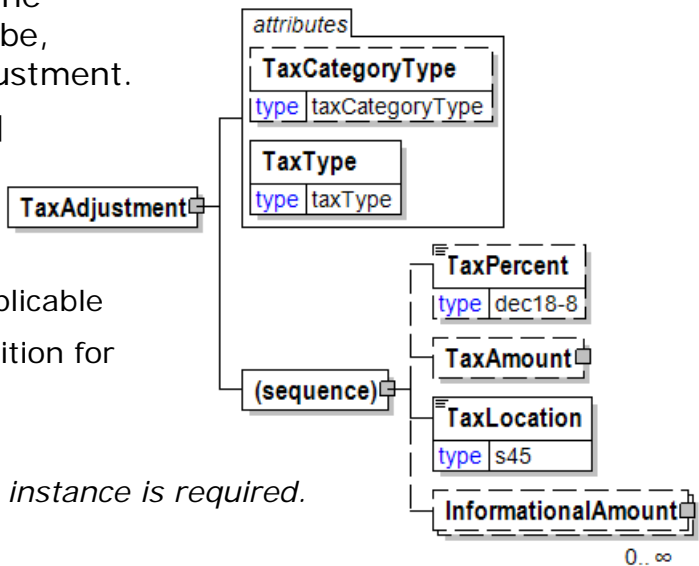 be,
justment.
plicable
ition for
instance is required.
attributes
TaxCategoryType
type taxCategoryType
TaxType
type taxType
TaxAdjustment
TaxPercent
type dec18-8
TaxAmount
(sequence)
TaxLocation
type s45
InformationalAmount
0.. ∞